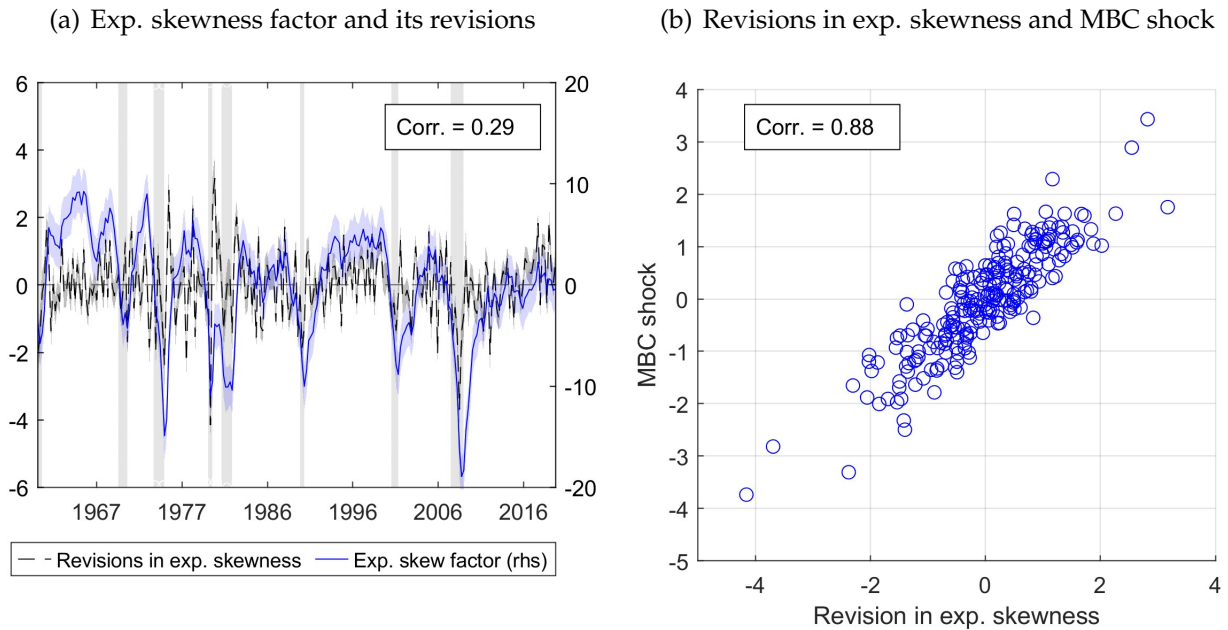 (a) Exp. skewness factor and its revisions
6
4
2
0
-2
-4
-6
20
10
0
-10
-20
Corr. = 0.29
1967 1977 1986 1996 2006 2016
Revisions in exp. skewness Exp. skew factor (rhs)
(b) Revisions in exp. skewness and MBC shock
4
3
2
1
0
-1
-2
-3
-4
-5
MBC shock
Corr. = 0.88
-4 -2 0 2 4
Revision in exp. skewness